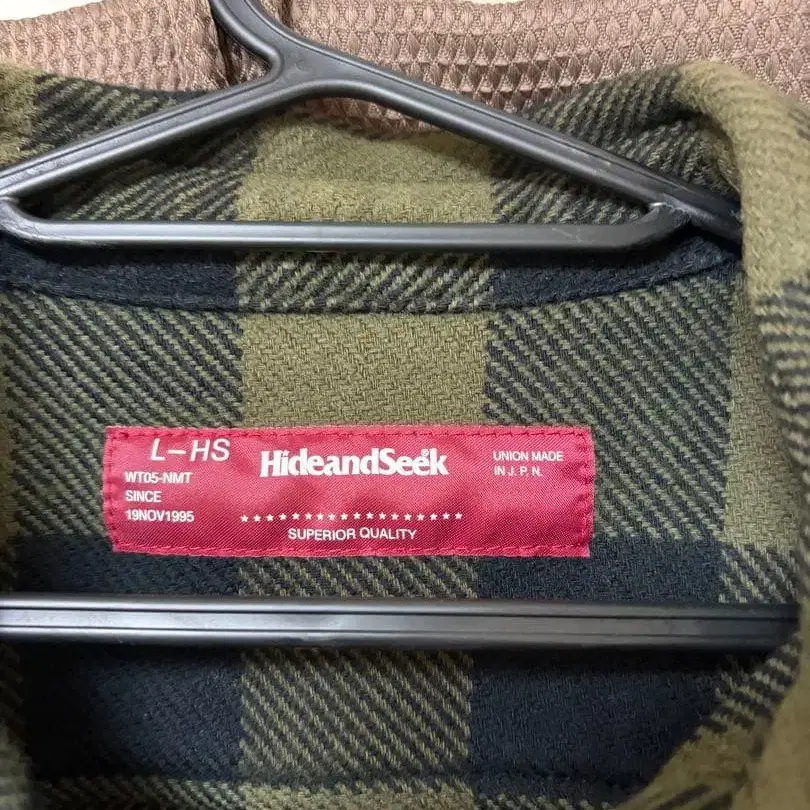 L-HS
WT05-NMT
SINCE
19NOV1995
HideandSeek
★★★★★★★★★★★★★★★★★★
SUPERIOR QUALITY
UNION MADE
IN J. P. N.